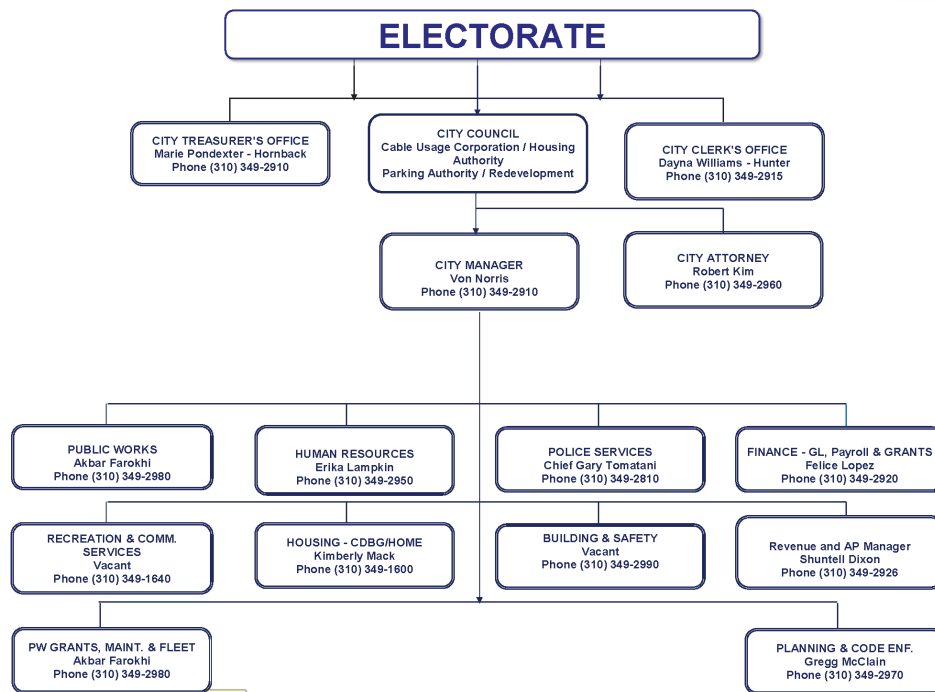 ELECTORATE
CITY TREASURER'S OFFICE
Marie Pondexter - Hornback
Phone (310) 349-2910
CITY COUNCIL
Cable Usage Corporation / Housing
Authority
Parking Authority / Redevelopment
CITY CLERK'S OFFICE
Dayna Williams - Hunter
Phone (310) 349-2915
CITY MANAGER
Von Norris
Phone (310) 349-2910
CITY ATTORNEY
Robert Kim
Phone (310) 349-2960
PUBLIC WORKS
Akbar Farokhi
Phone (310) 349-2980
HUMAN RESOURCES
Erika Lampkin
Phone (310) 349-2950
POLICE SERVICES
Chief Gary Tomatani
Phone (310) 349-2810
FINANCE - GL, Payroll & GRANTS
Felice Lopez
Phone (310) 349-2920
RECREATION & COMM.
SERVICES
Vacant
Phone (310) 349-1640
HOUSING - CDBG/HOME
Kimberly Mack
Phone (310) 349-1600
BUILDING & SAFETY
Vacant
Phone (310) 349-2990
Revenue and AP Manager
Shuntell Dixon
Phone (310) 349-2926
PW GRANTS, MAINT. & FLEET
Akbar Farokhi
Phone (310) 349-2980
PLANNING & CODE ENF.
Gregg McClain
Phone (310) 349-2970